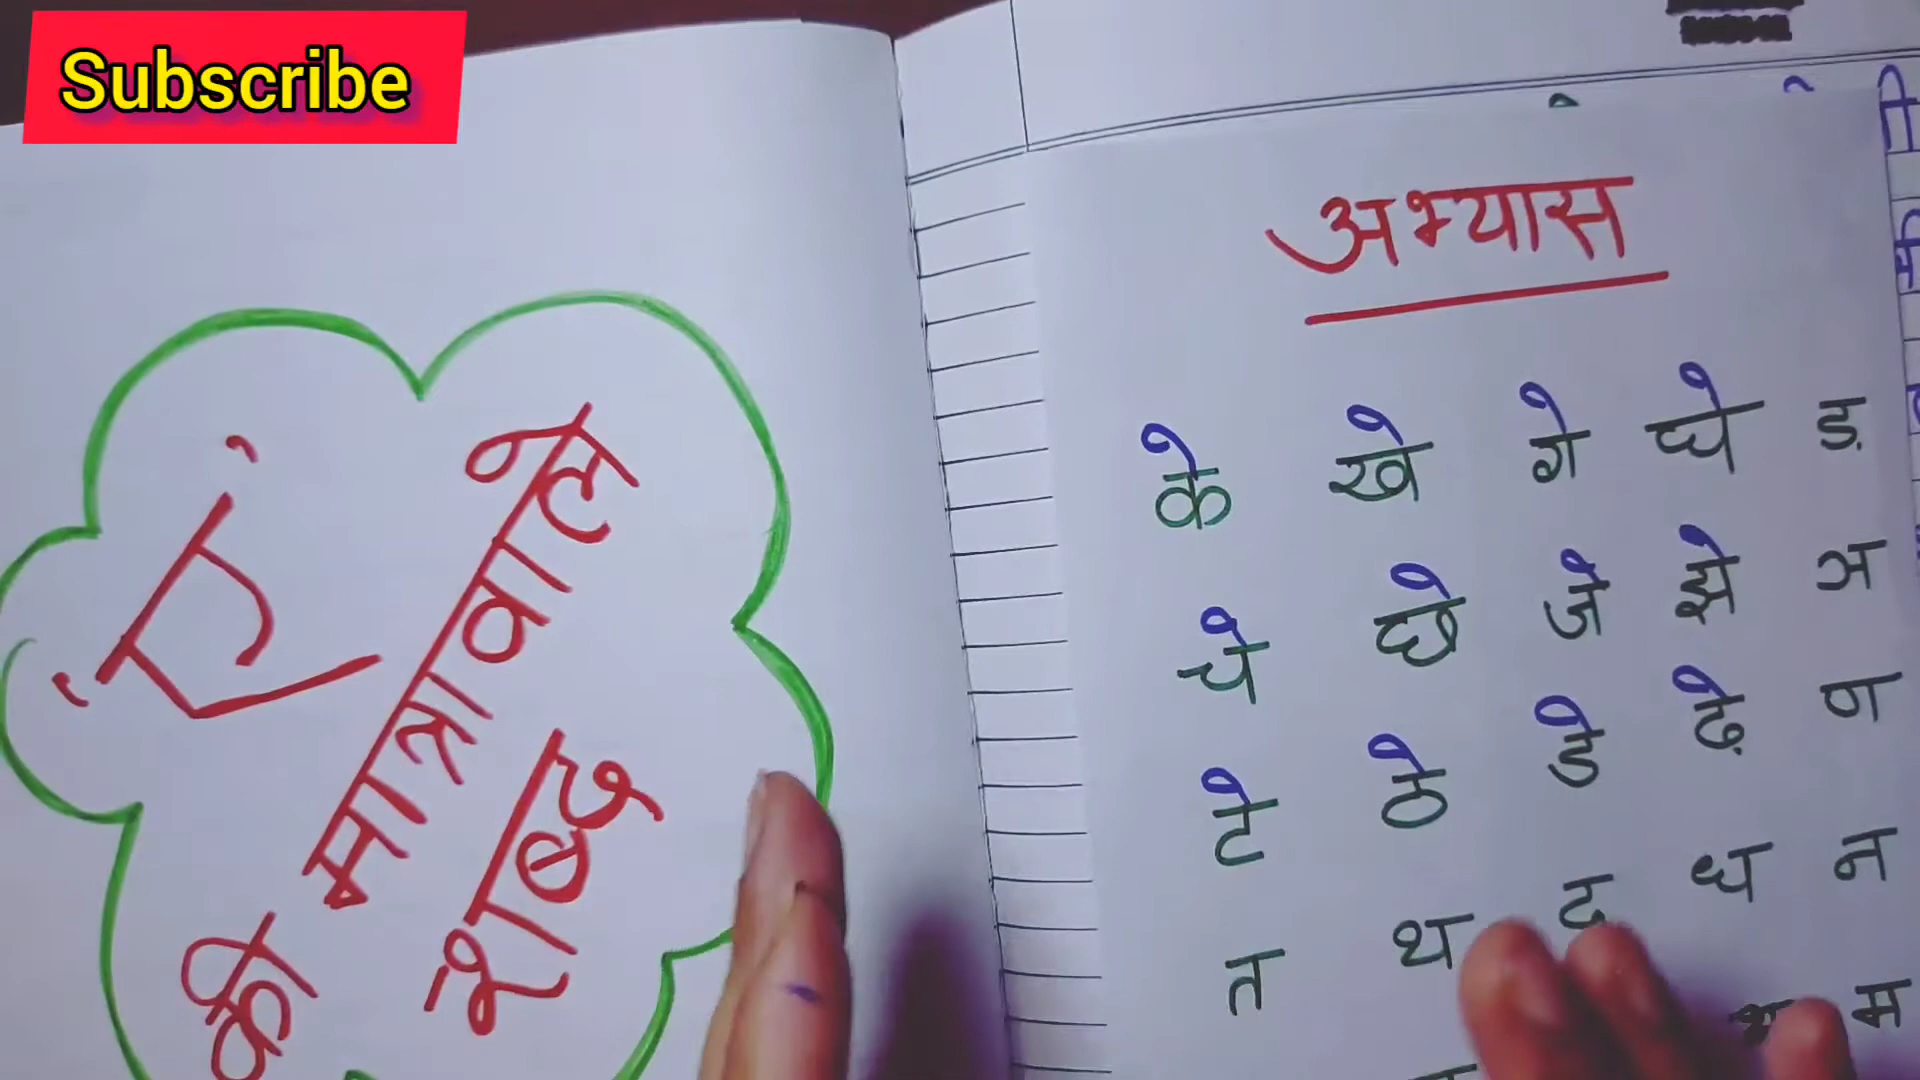 Subscribe
'ए'
की मात्रा वाले
शब्द
अभ्यास
के खे गे घे ङ
चे छे जे झे ञ
टे ठे डे ढे़ ण
त थ द ध न
म